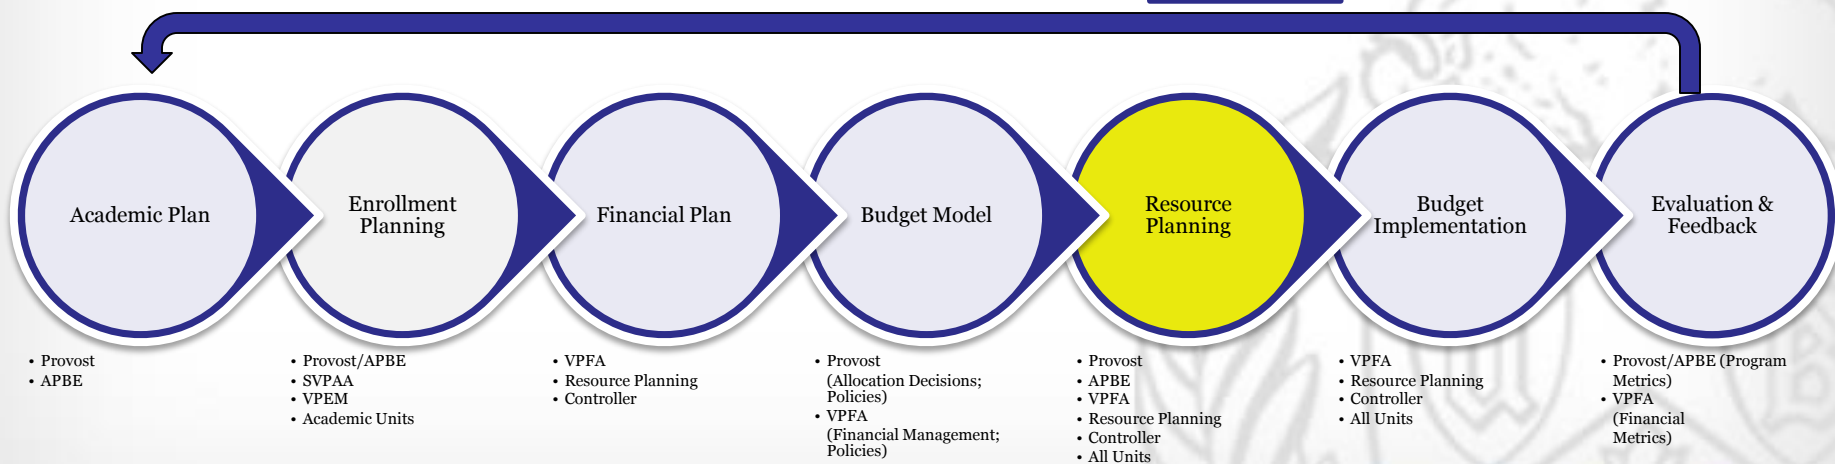 Academic Plan
Enrollment
Planning
Financial Plan
Budget Model
Resource
Planning
Budget
Implementation
Evaluation &
Feedback
• Provost
• APBE
• Provost/APBE
• SVPAA
• VPEM
• Academic Units
• VPFA
• Resource Planning
• Controller
• Provost
(Allocation Decisions;
Policies)
• VPFA
(Financial Management;
Policies)
• Provost
• APBE
• VPFA
• Resource Planning
• Controller
• All Units
• VPFA
• Resource Planning
• Controller
• All Units
• Provost/APBE (Program
Metrics)
• VPFA
(Financial
Metrics)